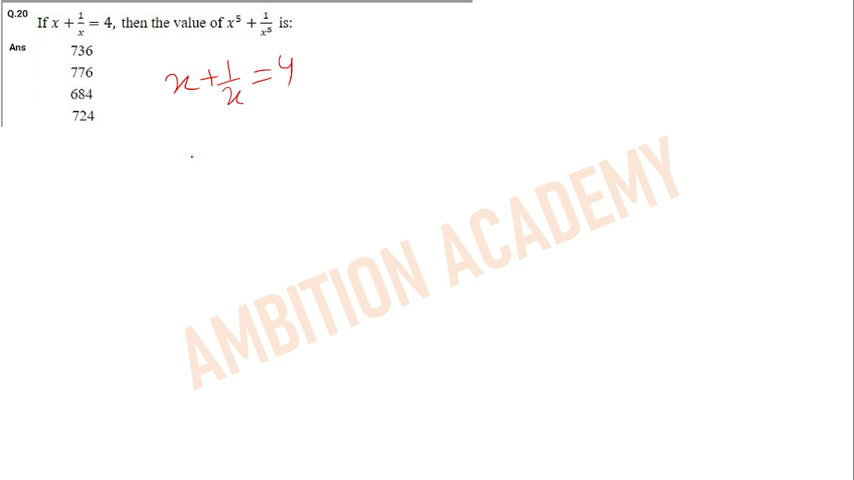 Q.20 If x + 1/x = 4, then the value of x⁵ + 1/x⁵ is:
Ans 736
776
684
724
x + 1/x = 4
AMBITION ACADEMY